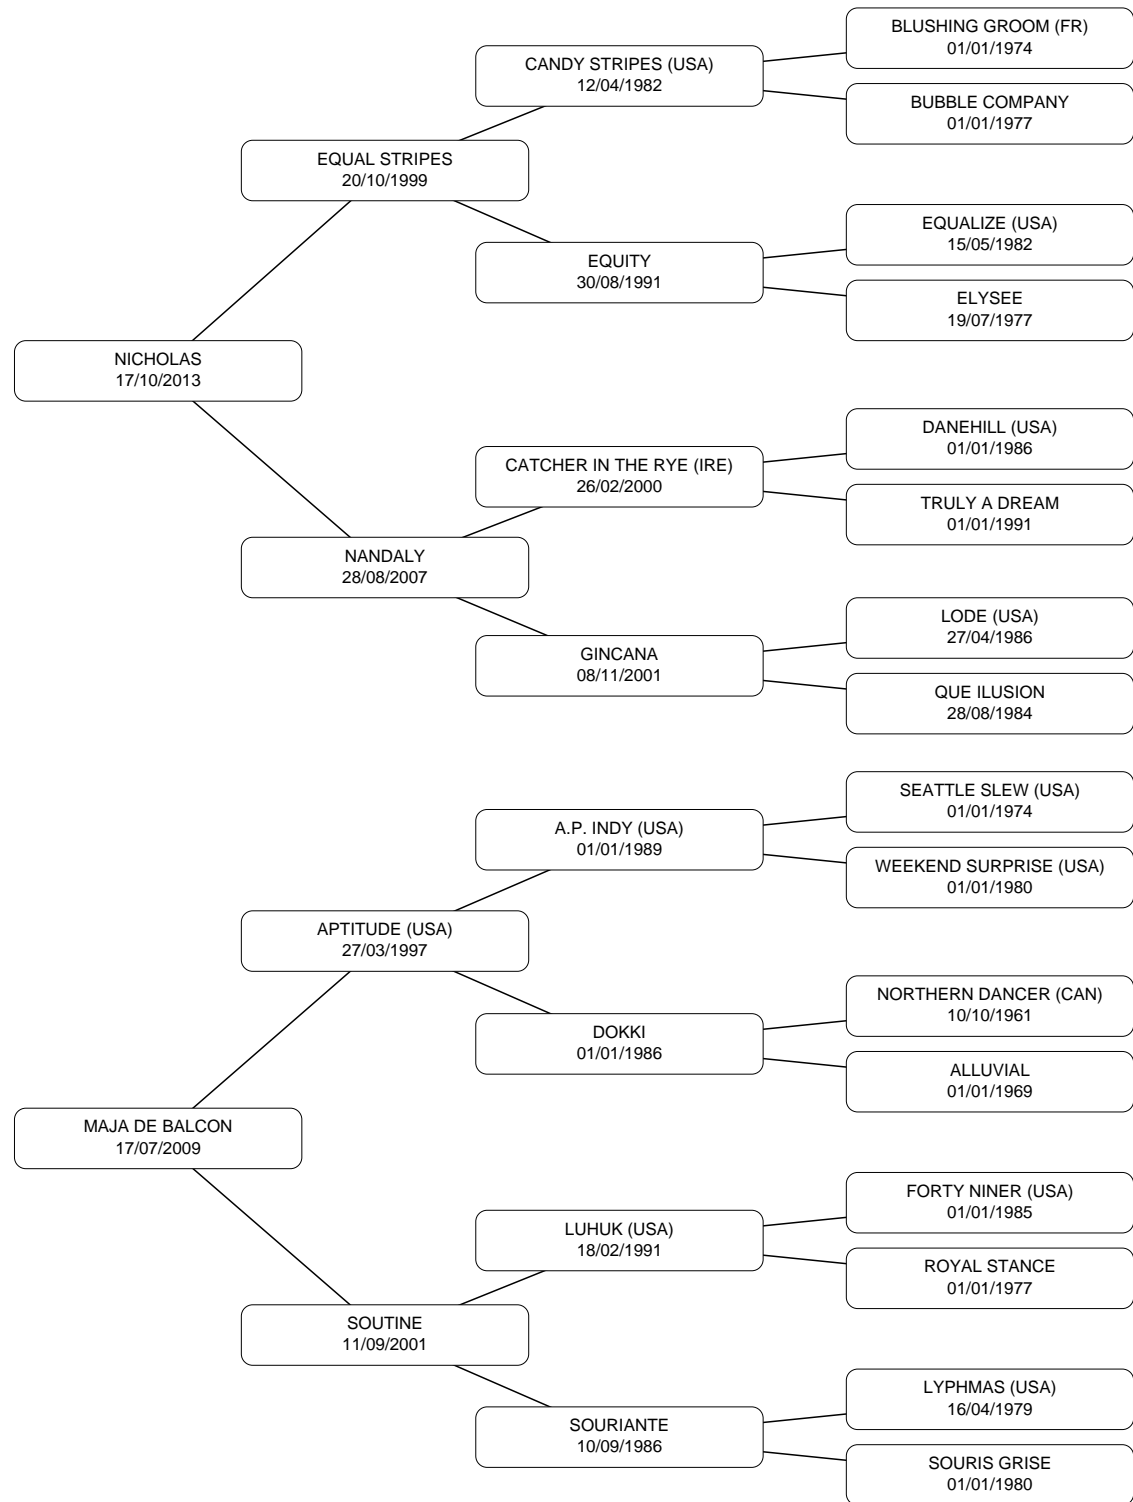 BLUSHING GROOM (FR)
01/01/1974
CANDY STRIPES (USA)
12/04/1982
BUBBLE COMPANY
01/01/1977
EQUAL STRIPES
20/10/1999
EQUALIZE (USA)
15/05/1982
EQUITY
30/08/1991
ELYSEE
19/07/1977
NICHOLAS
17/10/2013
DANEHILL (USA)
01/01/1986
CATCHER IN THE RYE (IRE)
26/02/2000
TRULY A DREAM
01/01/1991
NANDALY
28/08/2007
LODE (USA)
27/04/1986
GINCANA
08/11/2001
QUE ILUSION
28/08/1984
SEATTLE SLEW (USA)
01/01/1974
A.P. INDY (USA)
01/01/1989
WEEKEND SURPRISE (USA)
01/01/1980
APTITUDE (USA)
27/03/1997
NORTHERN DANCER (CAN)
10/10/1961
DOKKI
01/01/1986
ALLUVIAL
01/01/1969
MAJA DE BALCON
17/07/2009
FORTY NINER (USA)
01/01/1985
LUHUK (USA)
18/02/1991
ROYAL STANCE
01/01/1977
SOUTINE
11/09/2001
LYPHMAS (USA)
16/04/1979
SOURIANTE
10/09/1986
SOURIS GRISE
01/01/1980